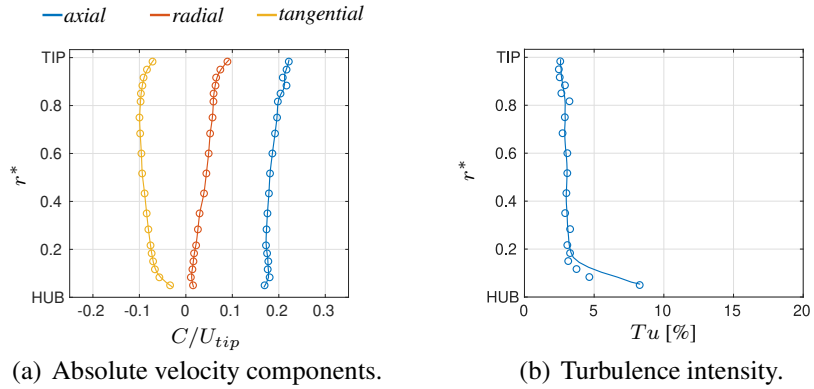 axial radial tangential
TIP
0.8
0.6
0.4
0.2
HUB
r*
-0.2 -0.1 0 0.1 0.2 0.3
C/U_tip
(a) Absolute velocity components.
TIP
0.8
0.6
0.4
0.2
HUB
r*
0 5 10 15 20
Tu [%]
(b) Turbulence intensity.